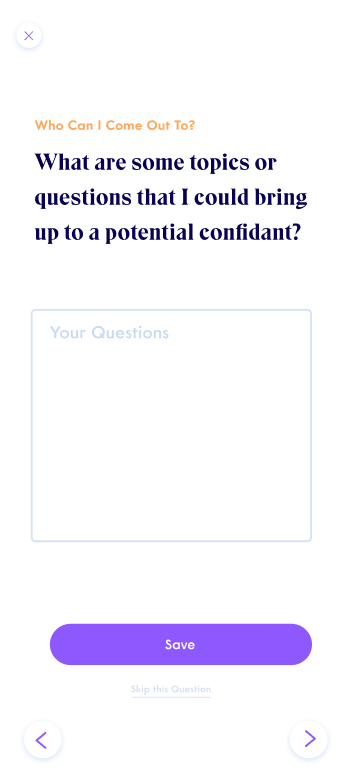 Who Can I Come Out To?
What are some topics or
questions that I could bring
up to a potential confidant?
Your Questions
Save
Skip this Question